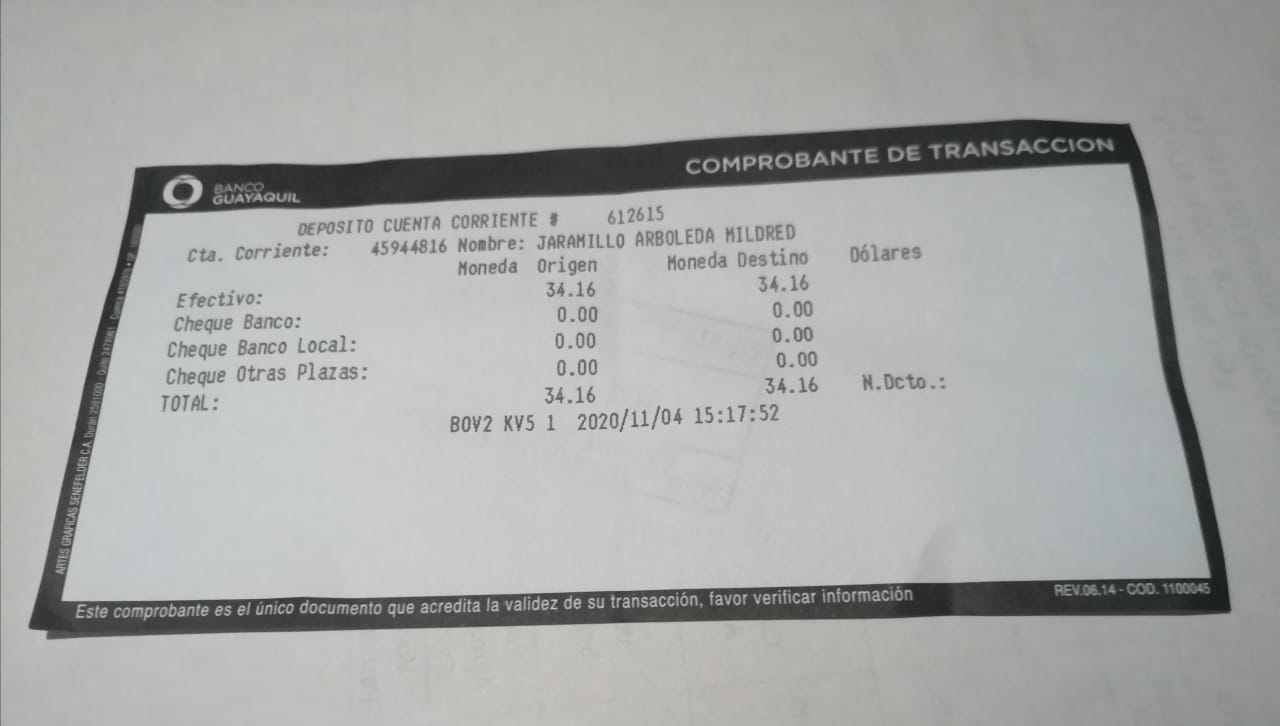 COMPROBANTE DE TRANSACCION
BANCO
GUAYAQUIL
DEPOSITO CUENTA CORRIENTE # 612615
Cta. Corriente: 45944816 Nombre: JARAMILLO ARBOLEDA MILDRED
Moneda Origen Moneda Destino Dólares
Efectivo: 34.16 34.16
Cheque Banco: 0.00 0.00
Cheque Banco Local: 0.00 0.00
Cheque Otras Plazas: 0.00 0.00
TOTAL: 34.16 34.16 N.Dcto.:
BOV2 KV5 1 2020/11/04 15:17:52
ARTES GRAFICAS SENEFELDER C.A. Durán
Este comprobante es el único documento que acredita la validez de su transacción, favor verificar información
REV.06.14 - COD. 1100045